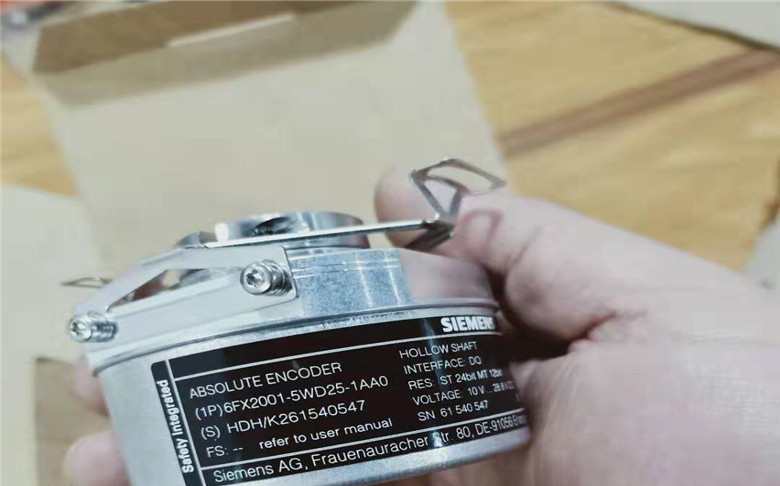 SIEMENS
Safety Integrated
ABSOLUTE ENCODER
(1P)6FX2001-5WD25-1AA0
(S) HDH/K261540547
FS: -- refer to user manual
HOLLOW SHAFT
INTERFACE: DQ
RES.: ST 24bit MT 12bit
VOLTAGE 10 V ... 28.8 V
SN 61 540 547
Siemens AG, Frauenauracher Str. 80, DE-91056